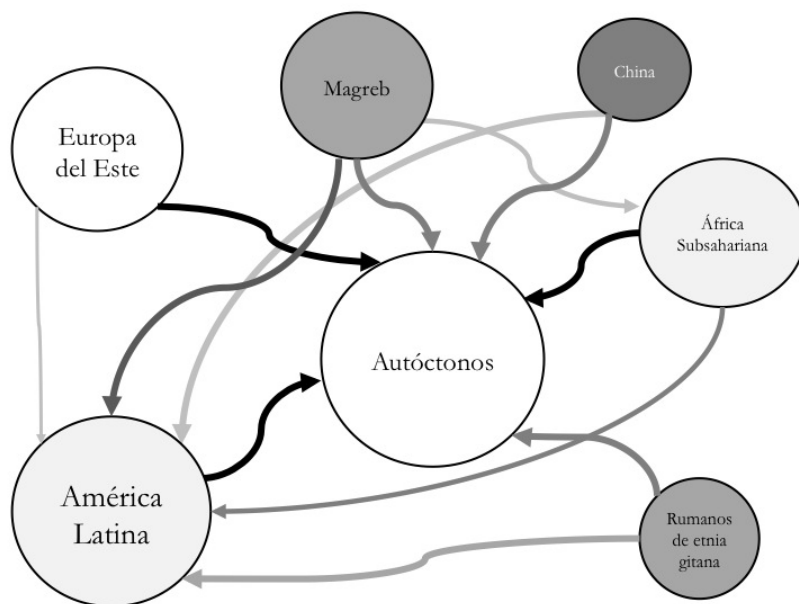 Magreb
China
Europa
del Este
África
Subsahariana
Autóctonos
América
Latina
Rumanos
de etnia
gitana